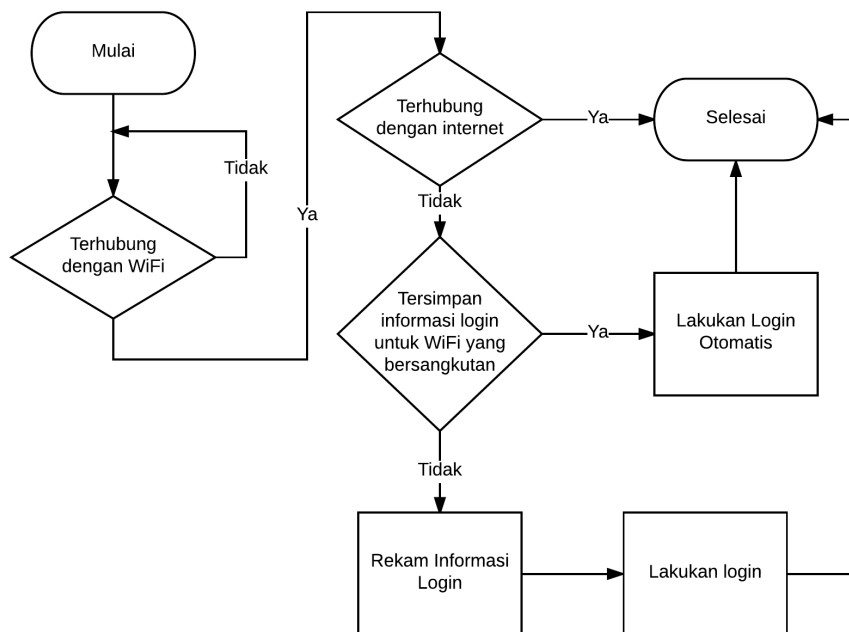 Mulai
Tidak
Terhubung
dengan WiFi
Ya
Terhubung
dengan internet
Ya
Selesai
Tidak
Tersimpan
informasi login
untuk WiFi yang
bersangkutan
Ya
Lakukan Login
Otomatis
Tidak
Rekam Informasi
Login
Lakukan login